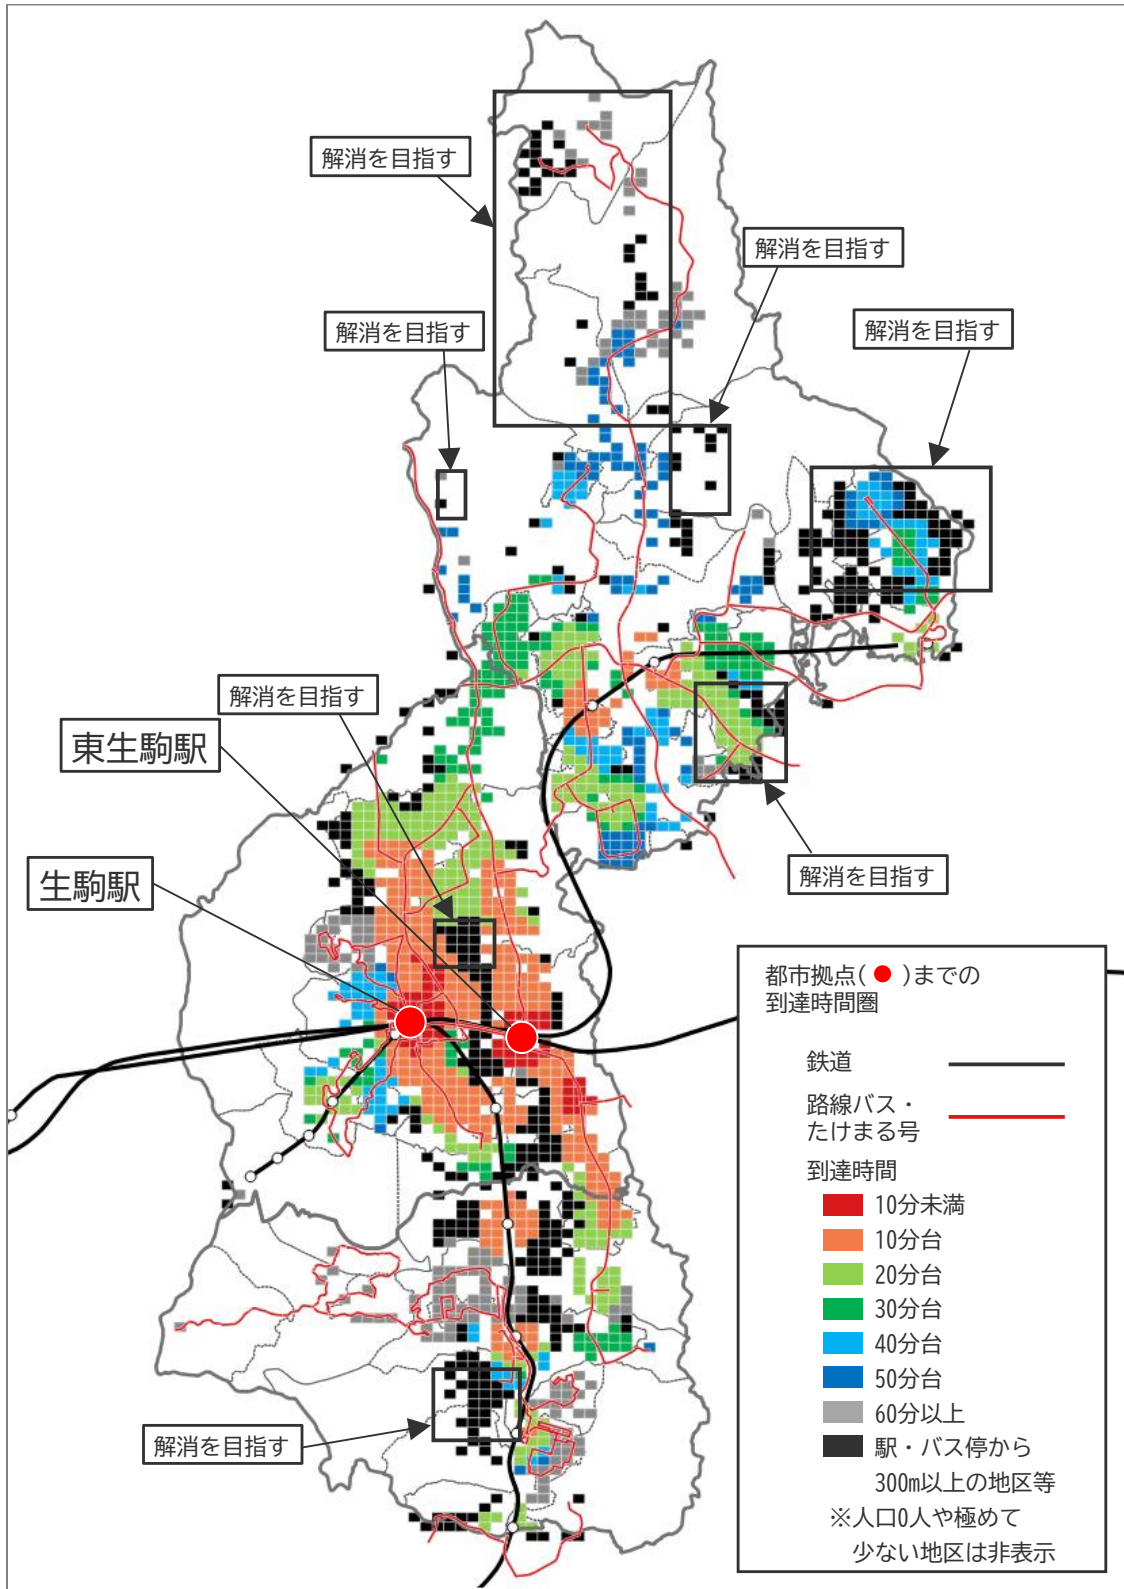 解消を目指す
解消を目指す
解消を目指す
解消を目指す
解消を目指す
東生駒駅
生駒駅
解消を目指す
解消を目指す
都市拠点(●)までの
到達時間圏
鉄道
路線バス・
たけまる号
到達時間
10分未満
10分台
20分台
30分台
40分台
50分台
60分以上
駅・バス停から
300m以上の地区等
※人口0人や極めて
少ない地区は非表示